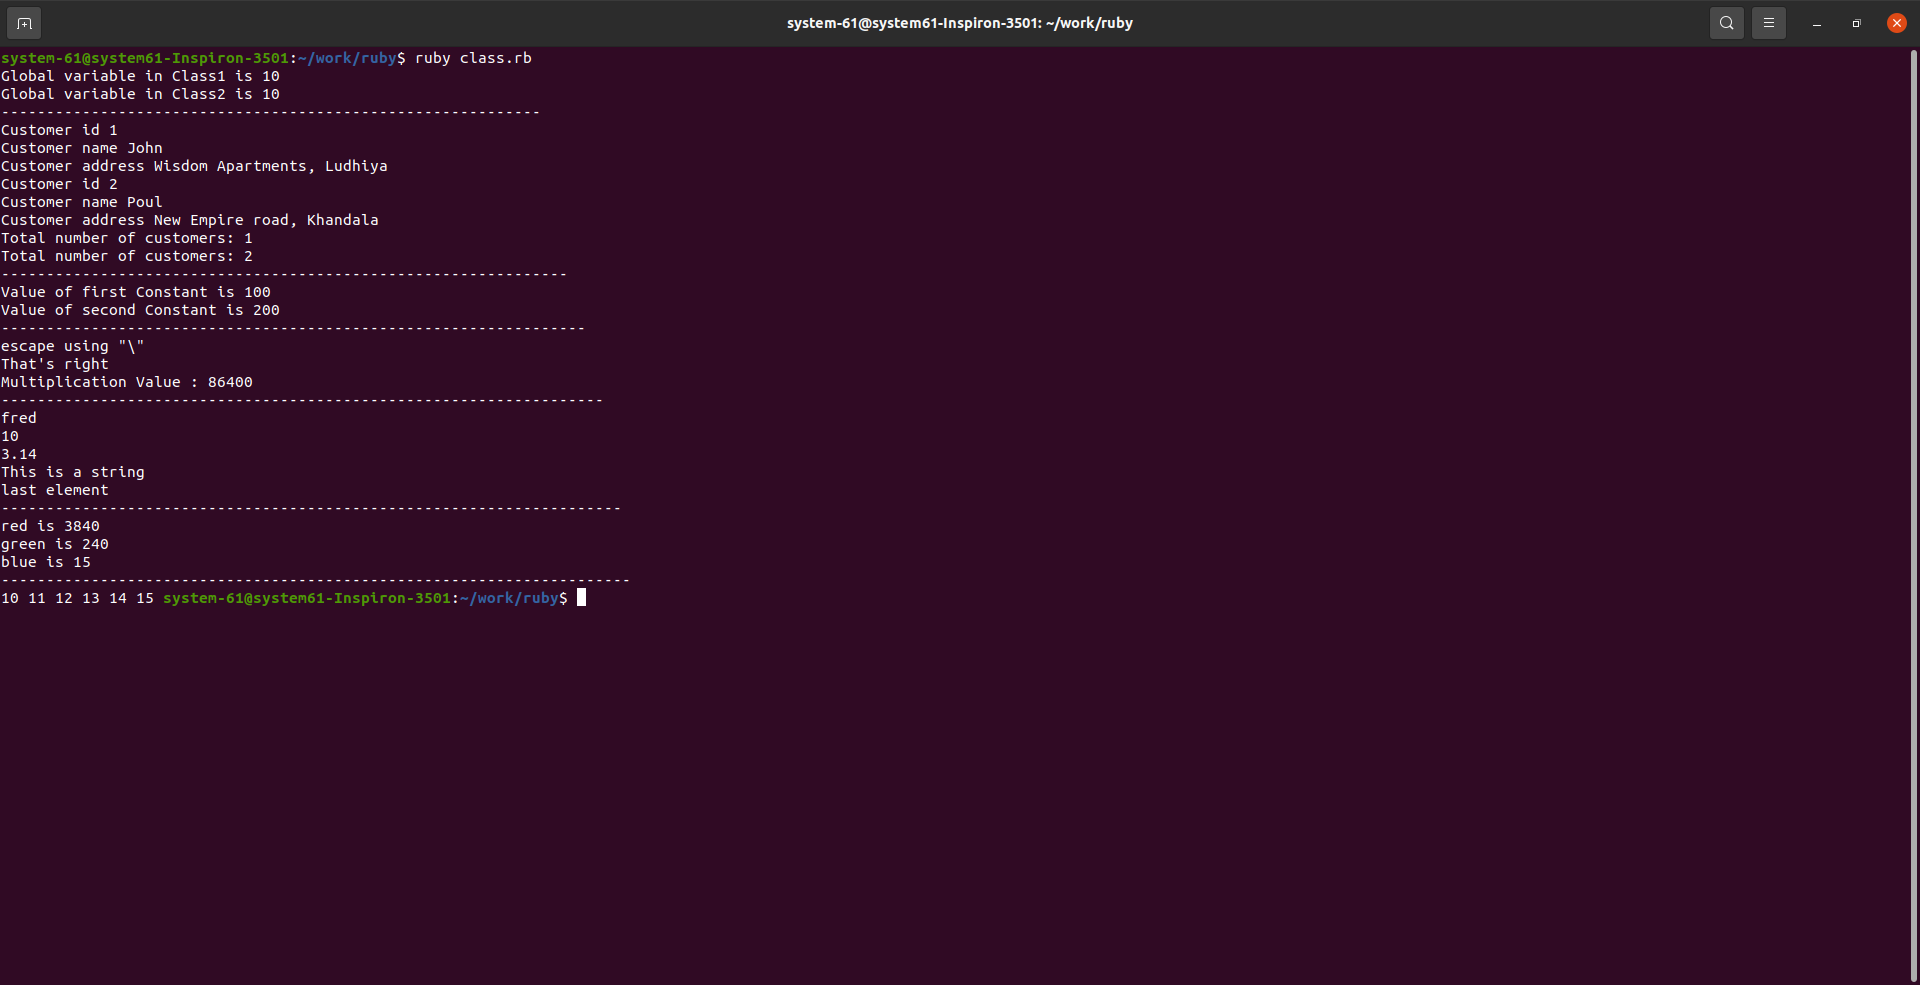 system-61@system61-Inspiron-3501: ~/work/ruby
system-61@system61-Inspiron-3501:~/work/ruby$ ruby class.rb
Global variable in Class1 is 10
Global variable in Class2 is 10
------------------------------------------------------------
Customer id 1
Customer name John
Customer address Wisdom Apartments, Ludhiya
Customer id 2
Customer name Poul
Customer address New Empire road, Khandala
Total number of customers: 1
Total number of customers: 2
---------------------------------------------------------------
Value of first Constant is 100
Value of second Constant is 200
-----------------------------------------------------------------
escape using "\"
That's right
Multiplication Value : 86400
-------------------------------------------------------------------
fred
10
3.14
This is a string
last element
---------------------------------------------------------------------
red is 3840
green is 240
blue is 15
----------------------------------------------------------------------
10 11 12 13 14 15 system-61@system61-Inspiron-3501:~/work/ruby$